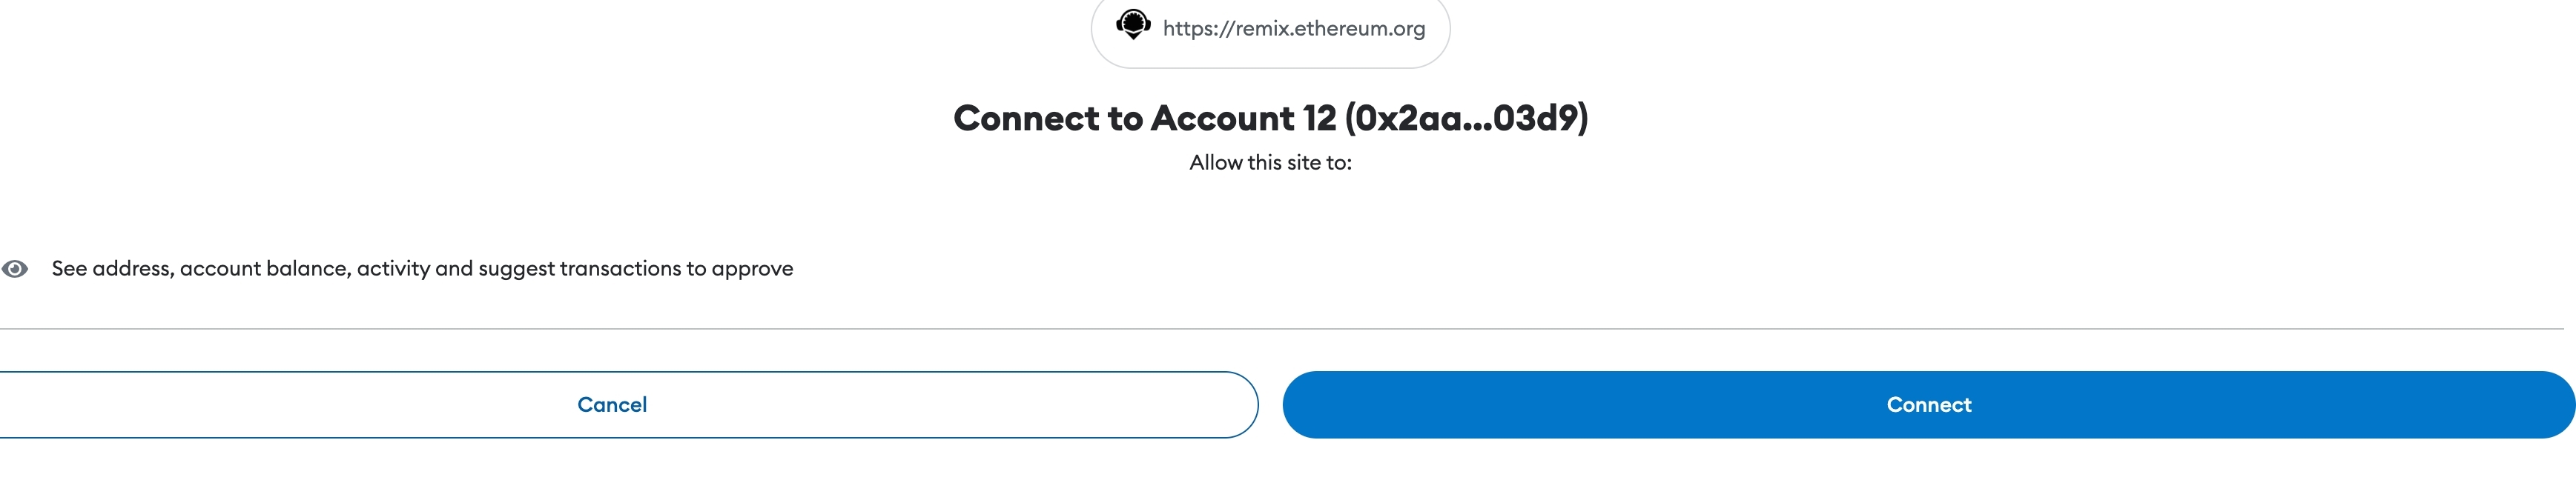 https://remix.ethereum.org
Connect to Account 12 (0x2aa...03d9)
Allow this site to:
See address, account balance, activity and suggest transactions to approve
Cancel
Connect